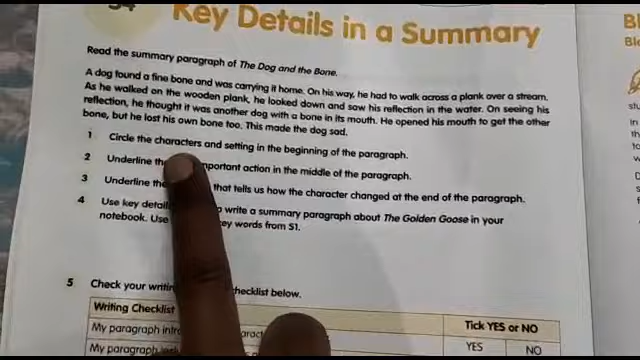 Key Details in a Summary
Read the summary paragraph of The Dog and the Bone.
A dog found a fine bone and was carrying it home. On his way, he had to walk across a plank over a stream.
As he walked on the wooden plank, he looked down and saw his reflection in the water. On seeing his
reflection, he thought it was another dog with a bone in its mouth. He opened his mouth to get the other
bone, but he lost his own bone too. This made the dog sad.
1 Circle the characters and setting in the beginning of the paragraph.
2 Underline the important action in the middle of the paragraph.
3 Underline the that tells us how the character changed at the end of the paragraph.
4 Use key detail to write a summary paragraph about The Golden Goose in your
notebook. Use key words from S1.
5 Check your writin checklist below.
Writing Checklist Tick YES or NO
My paragraph intr YES NO
My paragraph